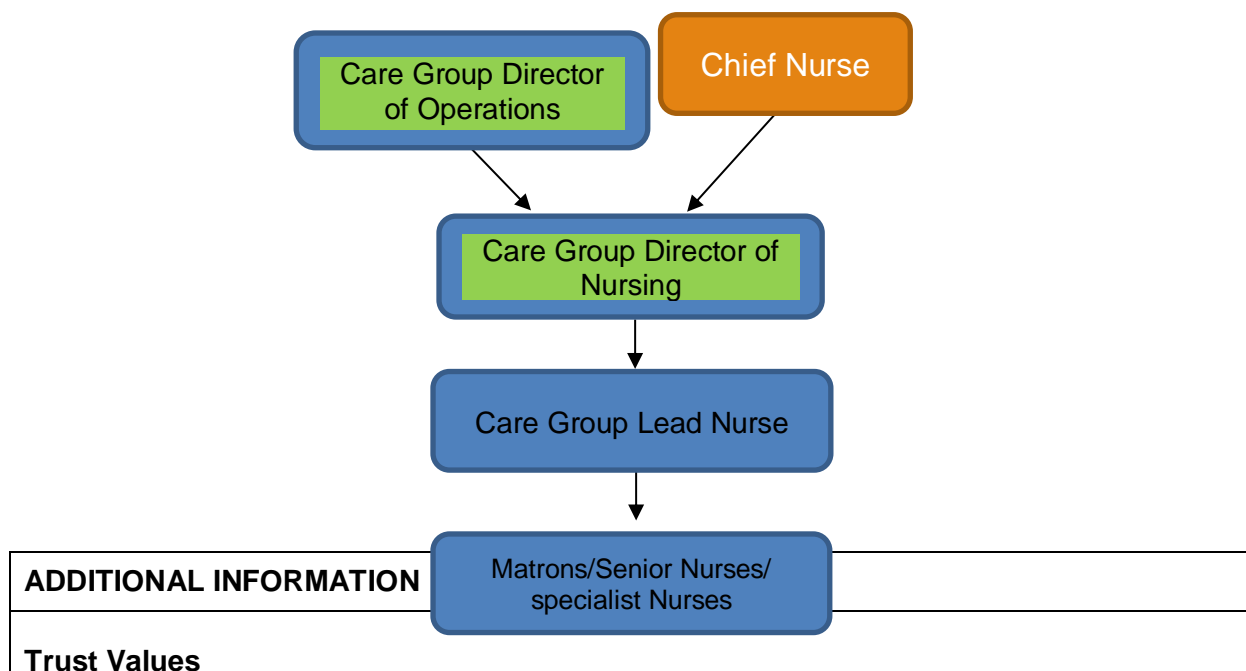 Care Group Director
of Operations
Chief Nurse
Care Group Director of
Nursing
Care Group Lead Nurse
Matrons/Senior Nurses/
specialist Nurses
ADDITIONAL INFORMATION
Trust Values